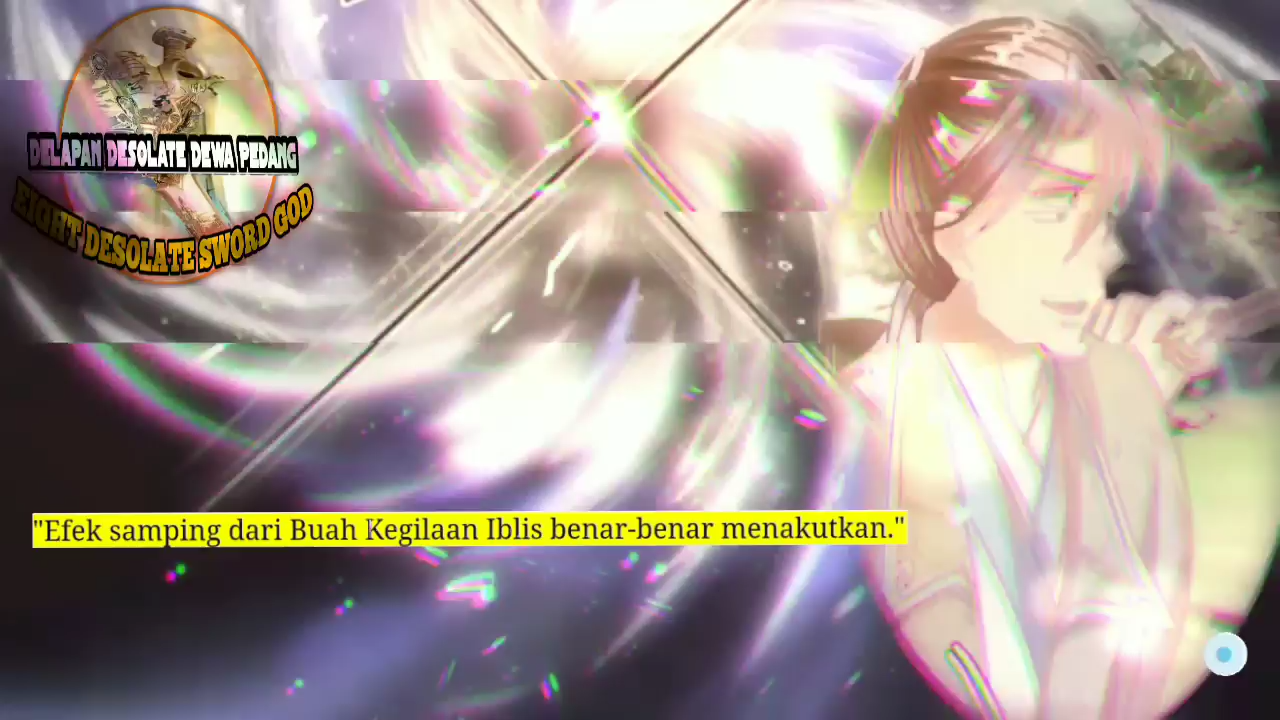 DELAPAN DESOLATE DEWA PEDANG
EIGHT DESOLATE SWORD GOD
"Efek samping dari Buah Kegilaan Iblis benar-benar menakutkan."